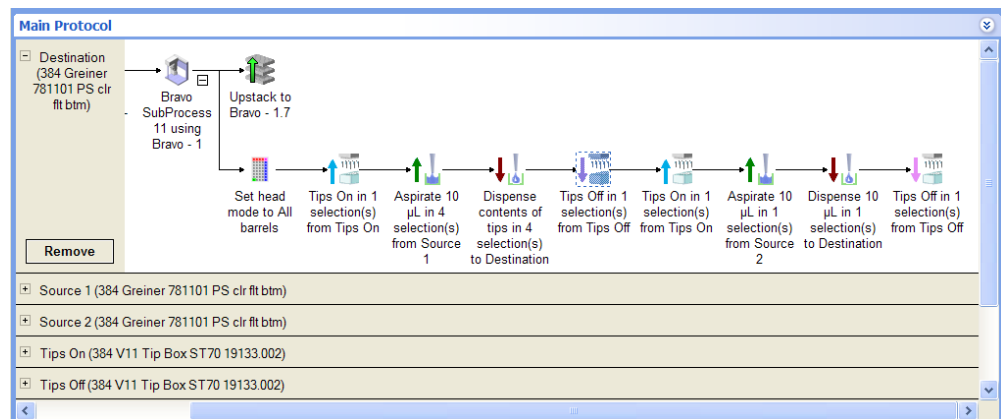 Main Protocol
Destination
(384 Greiner
781101 PS clr
flt btm)
Remove
Bravo
SubProcess
11 using
Bravo - 1
Upstack to
Bravo - 1.7
Set head
mode to All
barrels
Tips On in 1
selection(s)
from Tips On
Aspirate 10
µL in 4
selection(s)
from Source
1
Dispense
contents of
tips in 4
selection(s)
to Destination
Tips Off in 1
selection(s)
from Tips Off
Tips On in 1
selection(s)
from Tips On
Aspirate 10
µL in 1
selection(s)
from Source
2
Dispense 10
µL in 1
selection(s)
to Destination
Tips Off in 1
selection(s)
from Tips Off
Source 1 (384 Greiner 781101 PS clr flt btm)
Source 2 (384 Greiner 781101 PS clr flt btm)
Tips On (384 V11 Tip Box ST70 19133.002)
Tips Off (384 V11 Tip Box ST70 19133.002)